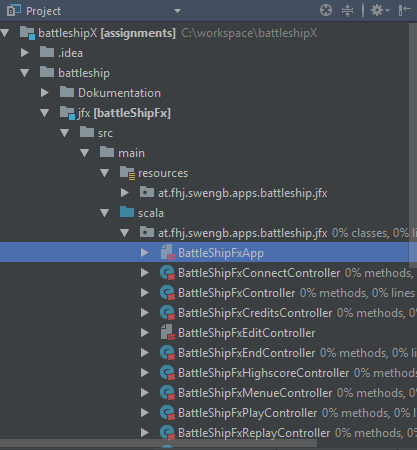 Project
battleshipX [assignments] C:\workspace\battleshipX
.idea
battleship
Dokumentation
jfx [battleShipFx]
src
main
resources
at.fhj.swengb.apps.battleship.jfx
scala
at.fhj.swengb.apps.battleship.jfx 0% classes, 0% li
BattleShipFxApp
BattleShipFxConnectController 0% methods,
BattleShipFxController 0% methods, 0% lines
BattleShipFxCreditsController 0% methods, 0
BattleShipFxEditController
BattleShipFxEndController 0% methods, 0% li
BattleShipFxHighscoreController 0% methods,
BattleShipFxMenueController 0% methods, 0
BattleShipFxPlayController 0% methods, 0% li
BattleShipFxReplayController 0% methods, 0